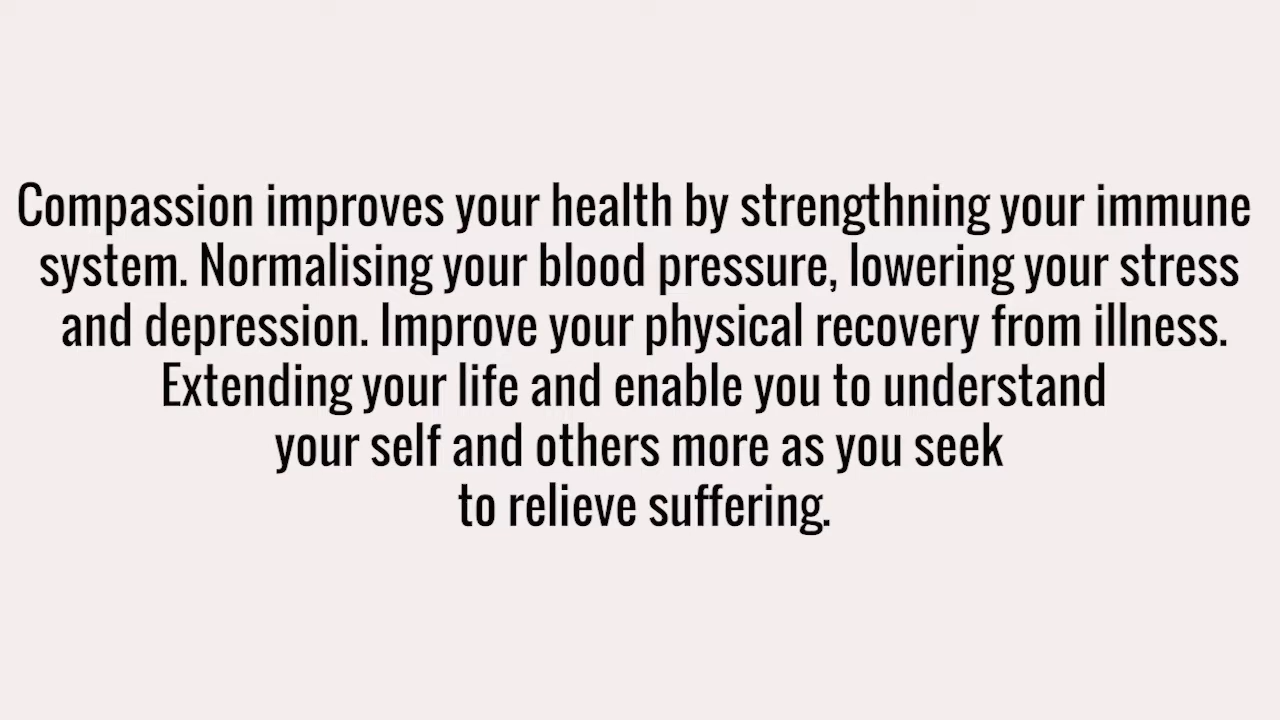 Compassion improves your health by strengthning your immune
system. Normalising your blood pressure, lowering your stress
and depression. Improve your physical recovery from illness.
Extending your life and enable you to understand
your self and others more as you seek
to relieve suffering.